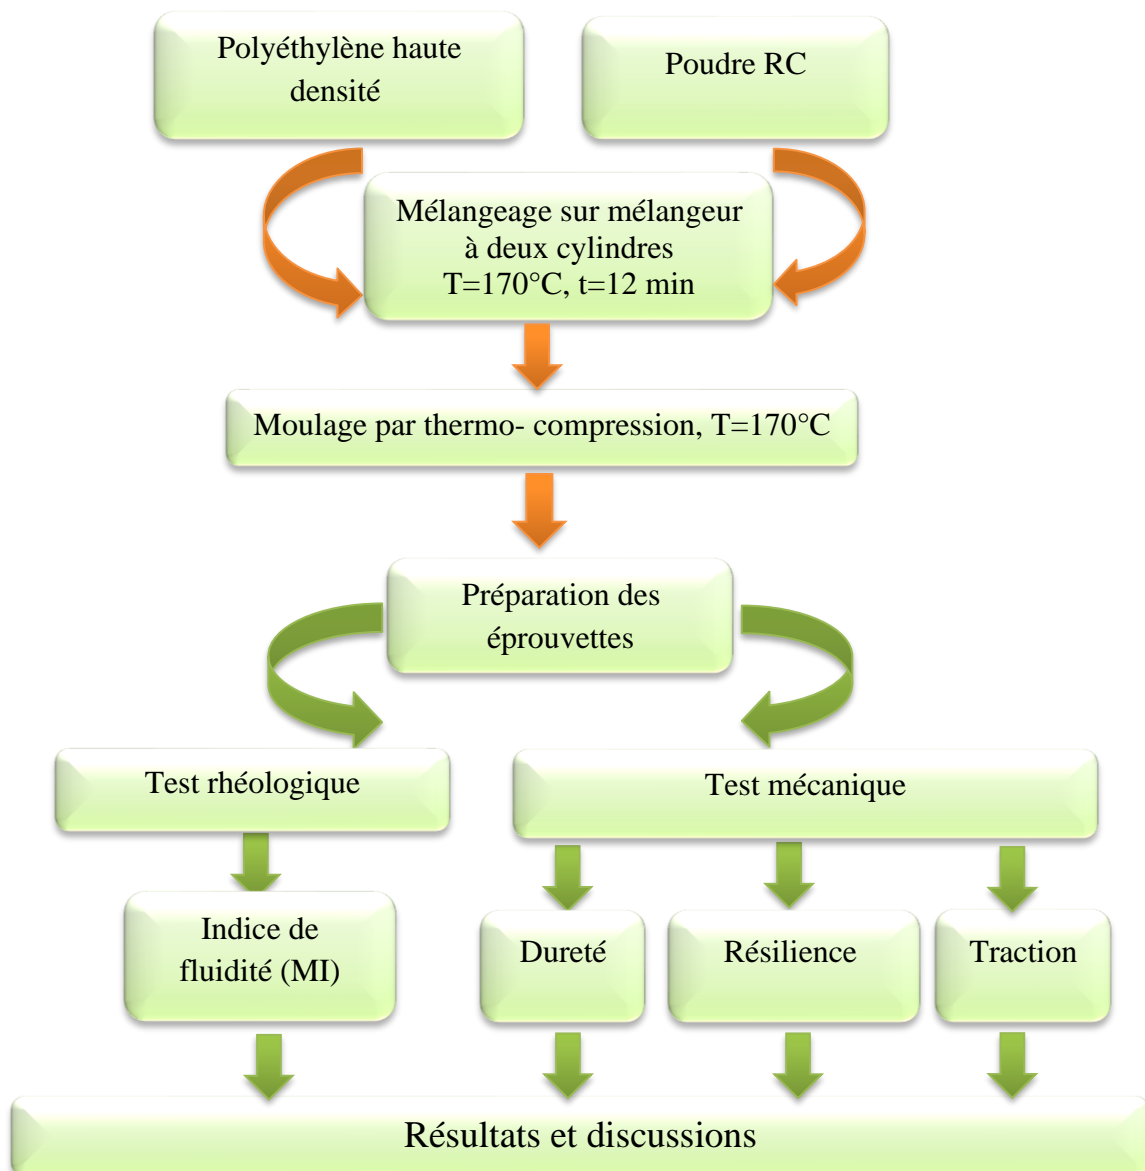 Polyéthylène haute
densité
Poudre RC
Mélangeage sur mélangeur
à deux cylindres
T=170°C, t=12 min
Moulage par thermo- compression, T=170°C
Préparation des
éprouvettes
Test rhéologique
Test mécanique
Indice de
fluidité (MI)
Dureté
Résilience
Traction
Résultats et discussions